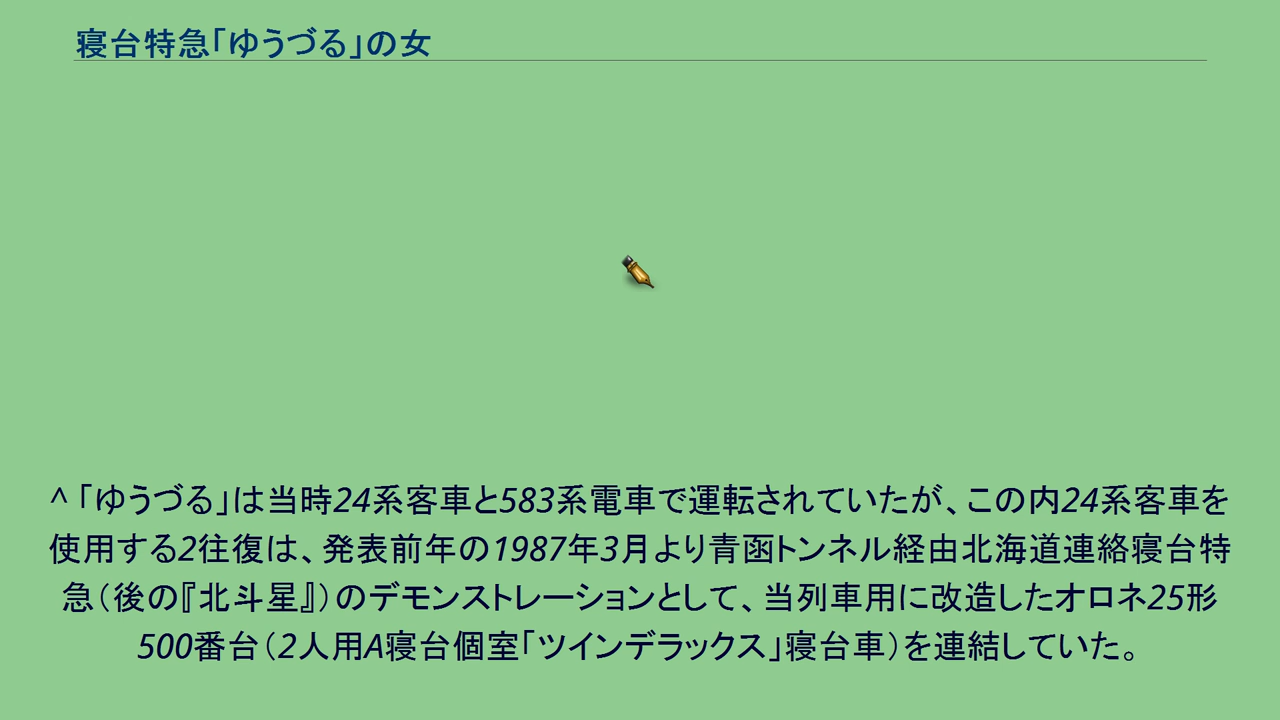 寝台特急「ゆうづる」の女
^ 「ゆうづる」は当時24系客車と583系電車で運転されていたが、この内24系客車を
使用する2往復は、発表前年の1987年3月より青函トンネル経由北海道連絡寝台特
急（後の『北斗星』）のデモンストレーションとして、当列車用に改造したオロネ25形
500番台（2人用A寝台個室「ツインデラックス」寝台車）を連結していた。